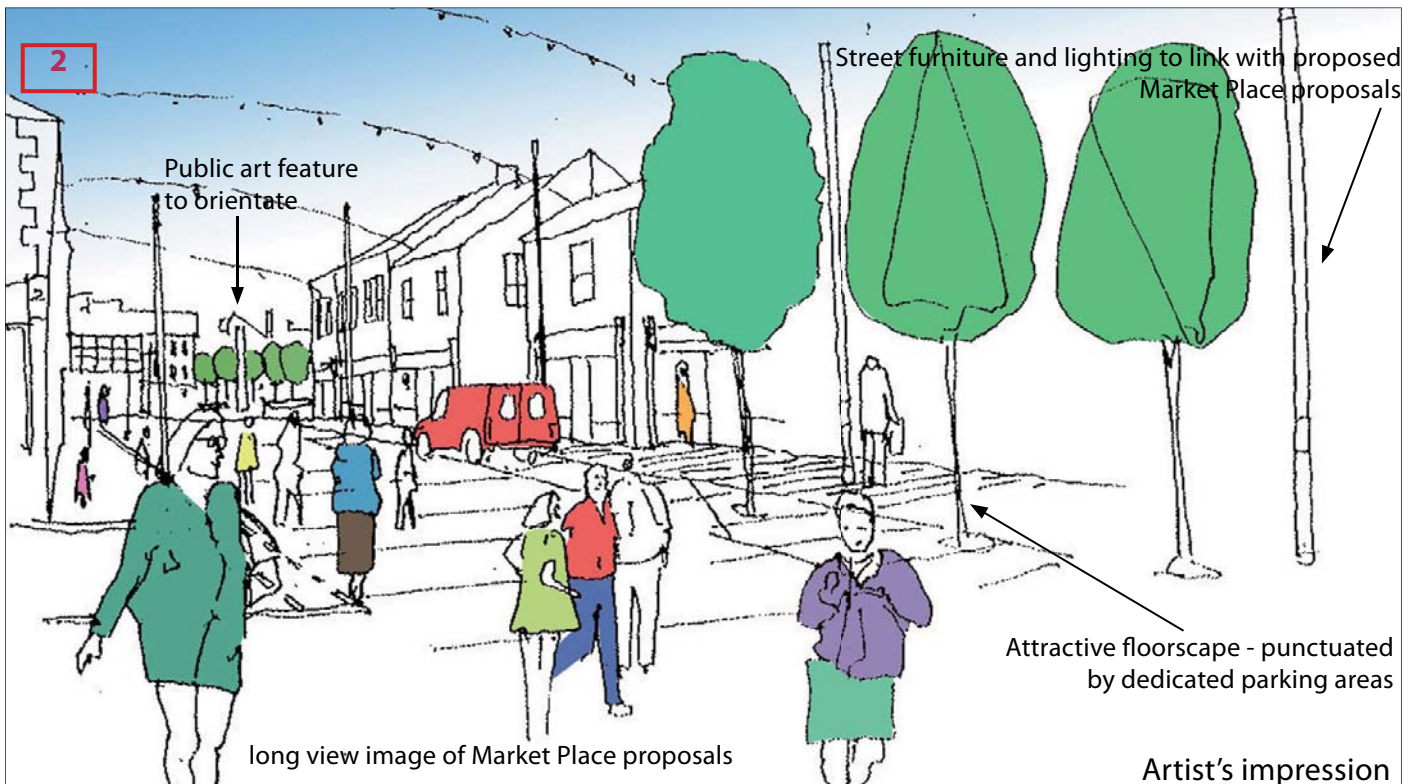 2
Street furniture and lighting to link with proposed
Market Place proposals
Public art feature
to orientate
Attractive floorscape - punctuated
by dedicated parking areas
long view image of Market Place proposals
Artist's impression